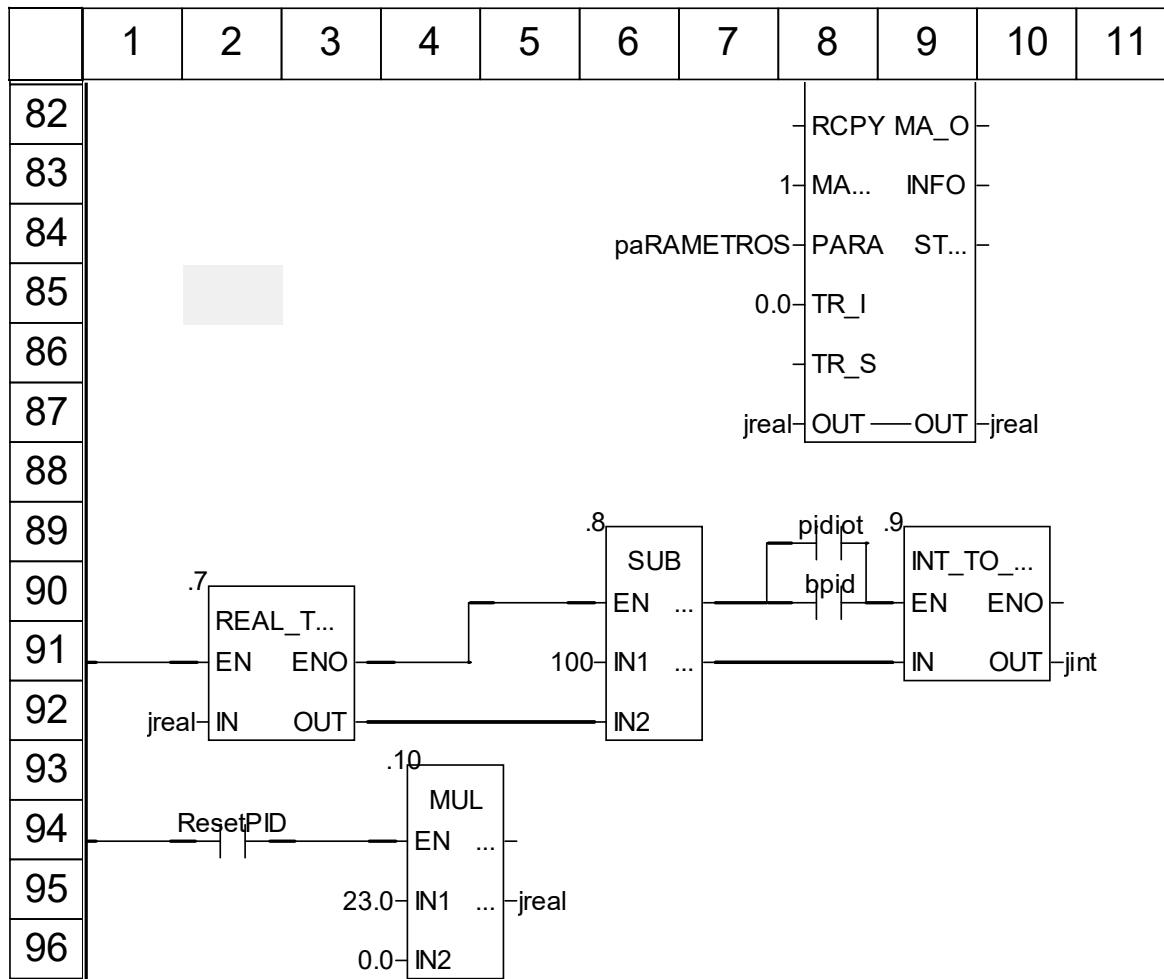 1 2 3 4 5 6 7 8 9 10 11
82
RCPY MA_O
83
1 MA... INFO
84
paRAMETROS PARA ST...
85
0.0 TR_I
86
TR_S
87
jreal OUT OUT jreal
88
89
.8 pidiot .9
SUB INT_TO_...
90
.7 bpid
EN ... EN ENO
REAL_T...
91
EN ENO 100 IN1 ... IN OUT jint
92
jreal IN OUT IN2
93
.10
MUL
94
ResetPID
EN ...
95
23.0 IN1 ... jreal
96
0.0 IN2